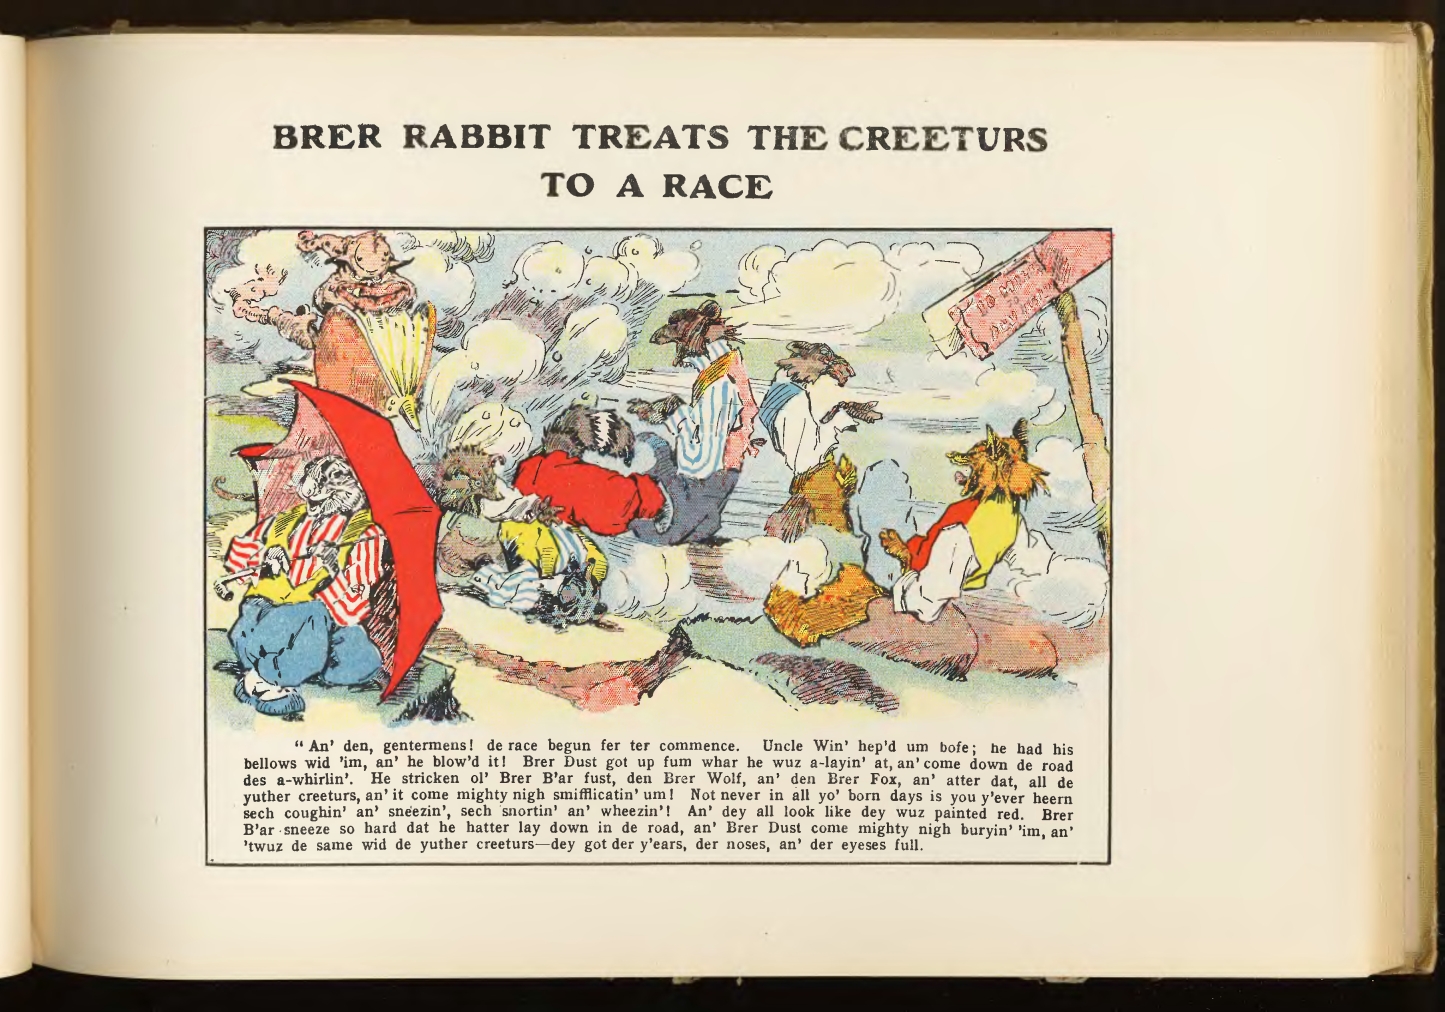 BRER RABBIT TREATS THE CREETURS
TO A RACE
10
TO
“ An’ den, gentermens! de race begun fer ter commence. Uncle Win’ hep’d um bofe; he had his
bellows wid ’im, an’ he blow’d it! Brer Dust got up fum whar he wuz a-layin’ at, an’ come down de road
des a-whirlin’. He stricken ol’ Brer B’ar fust, den Brer Wolf, an’ den Brer Fox, an’ atter dat, all de
yuther creeturs, an’ it come mighty nigh smifflicatin’ um! Not never in all yo’ born days is you y’ever heern
sech coughin’ an’ sneezin’, sech snortin’ an’ wheezin’! An’ dey all look like dey wuz painted red. Brer
B’ar sneeze so hard dat he hatter lay down in de road, an’ Brer Dust come mighty nigh buryin’ ’im, an’
’twuz de same wid de yuther creeturs—dey got der y’ears, der noses, an’ der eyeses full.